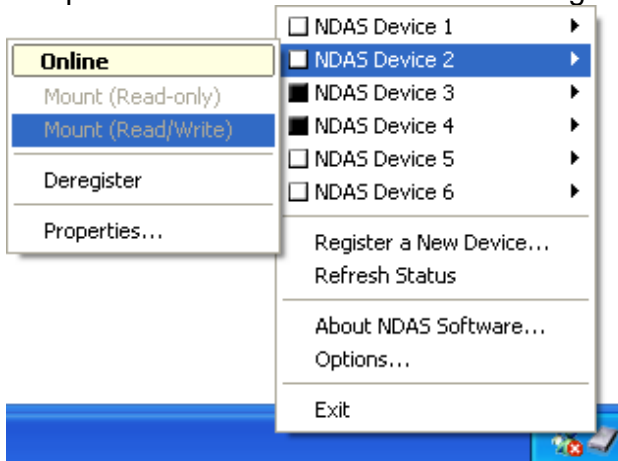 NDAS Device 1
NDAS Device 2
NDAS Device 3
NDAS Device 4
NDAS Device 5
NDAS Device 6
Register a New Device...
Refresh Status
About NDAS Software...
Options...
Exit
Online
Mount (Read-only)
Mount (Read/Write)
Deregister
Properties...